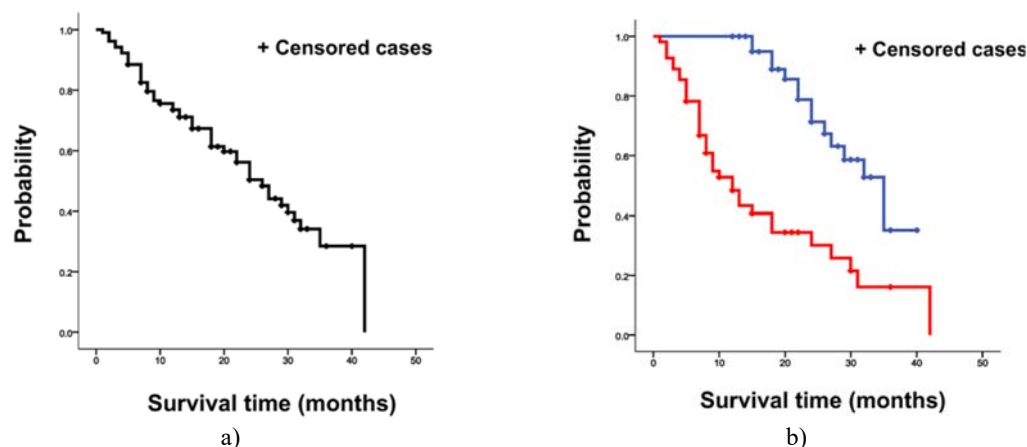 + Censored cases
Probability
1.0
0.8
0.6
0.4
0.2
0.0
0 10 20 30 40 50
Survival time (months)
a)
+ Censored cases
Probability
1.0
0.8
0.6
0.4
0.2
0.0
0 10 20 30 40 50
Survival time (months)
b)